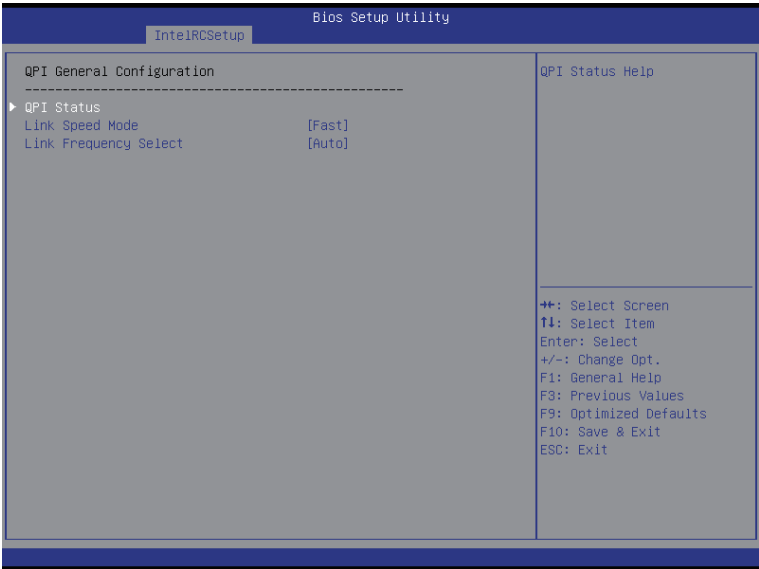 Bios Setup Utility
IntelRCSetup
QPI General Configuration
--------------------------------------------------
QPI Status
Link Speed Mode [Fast]
Link Frequency Select [Auto]
QPI Status Help
→←: Select Screen
↑↓: Select Item
Enter: Select
+/-: Change Opt.
F1: General Help
F3: Previous Values
F9: Optimized Defaults
F10: Save & Exit
ESC: Exit